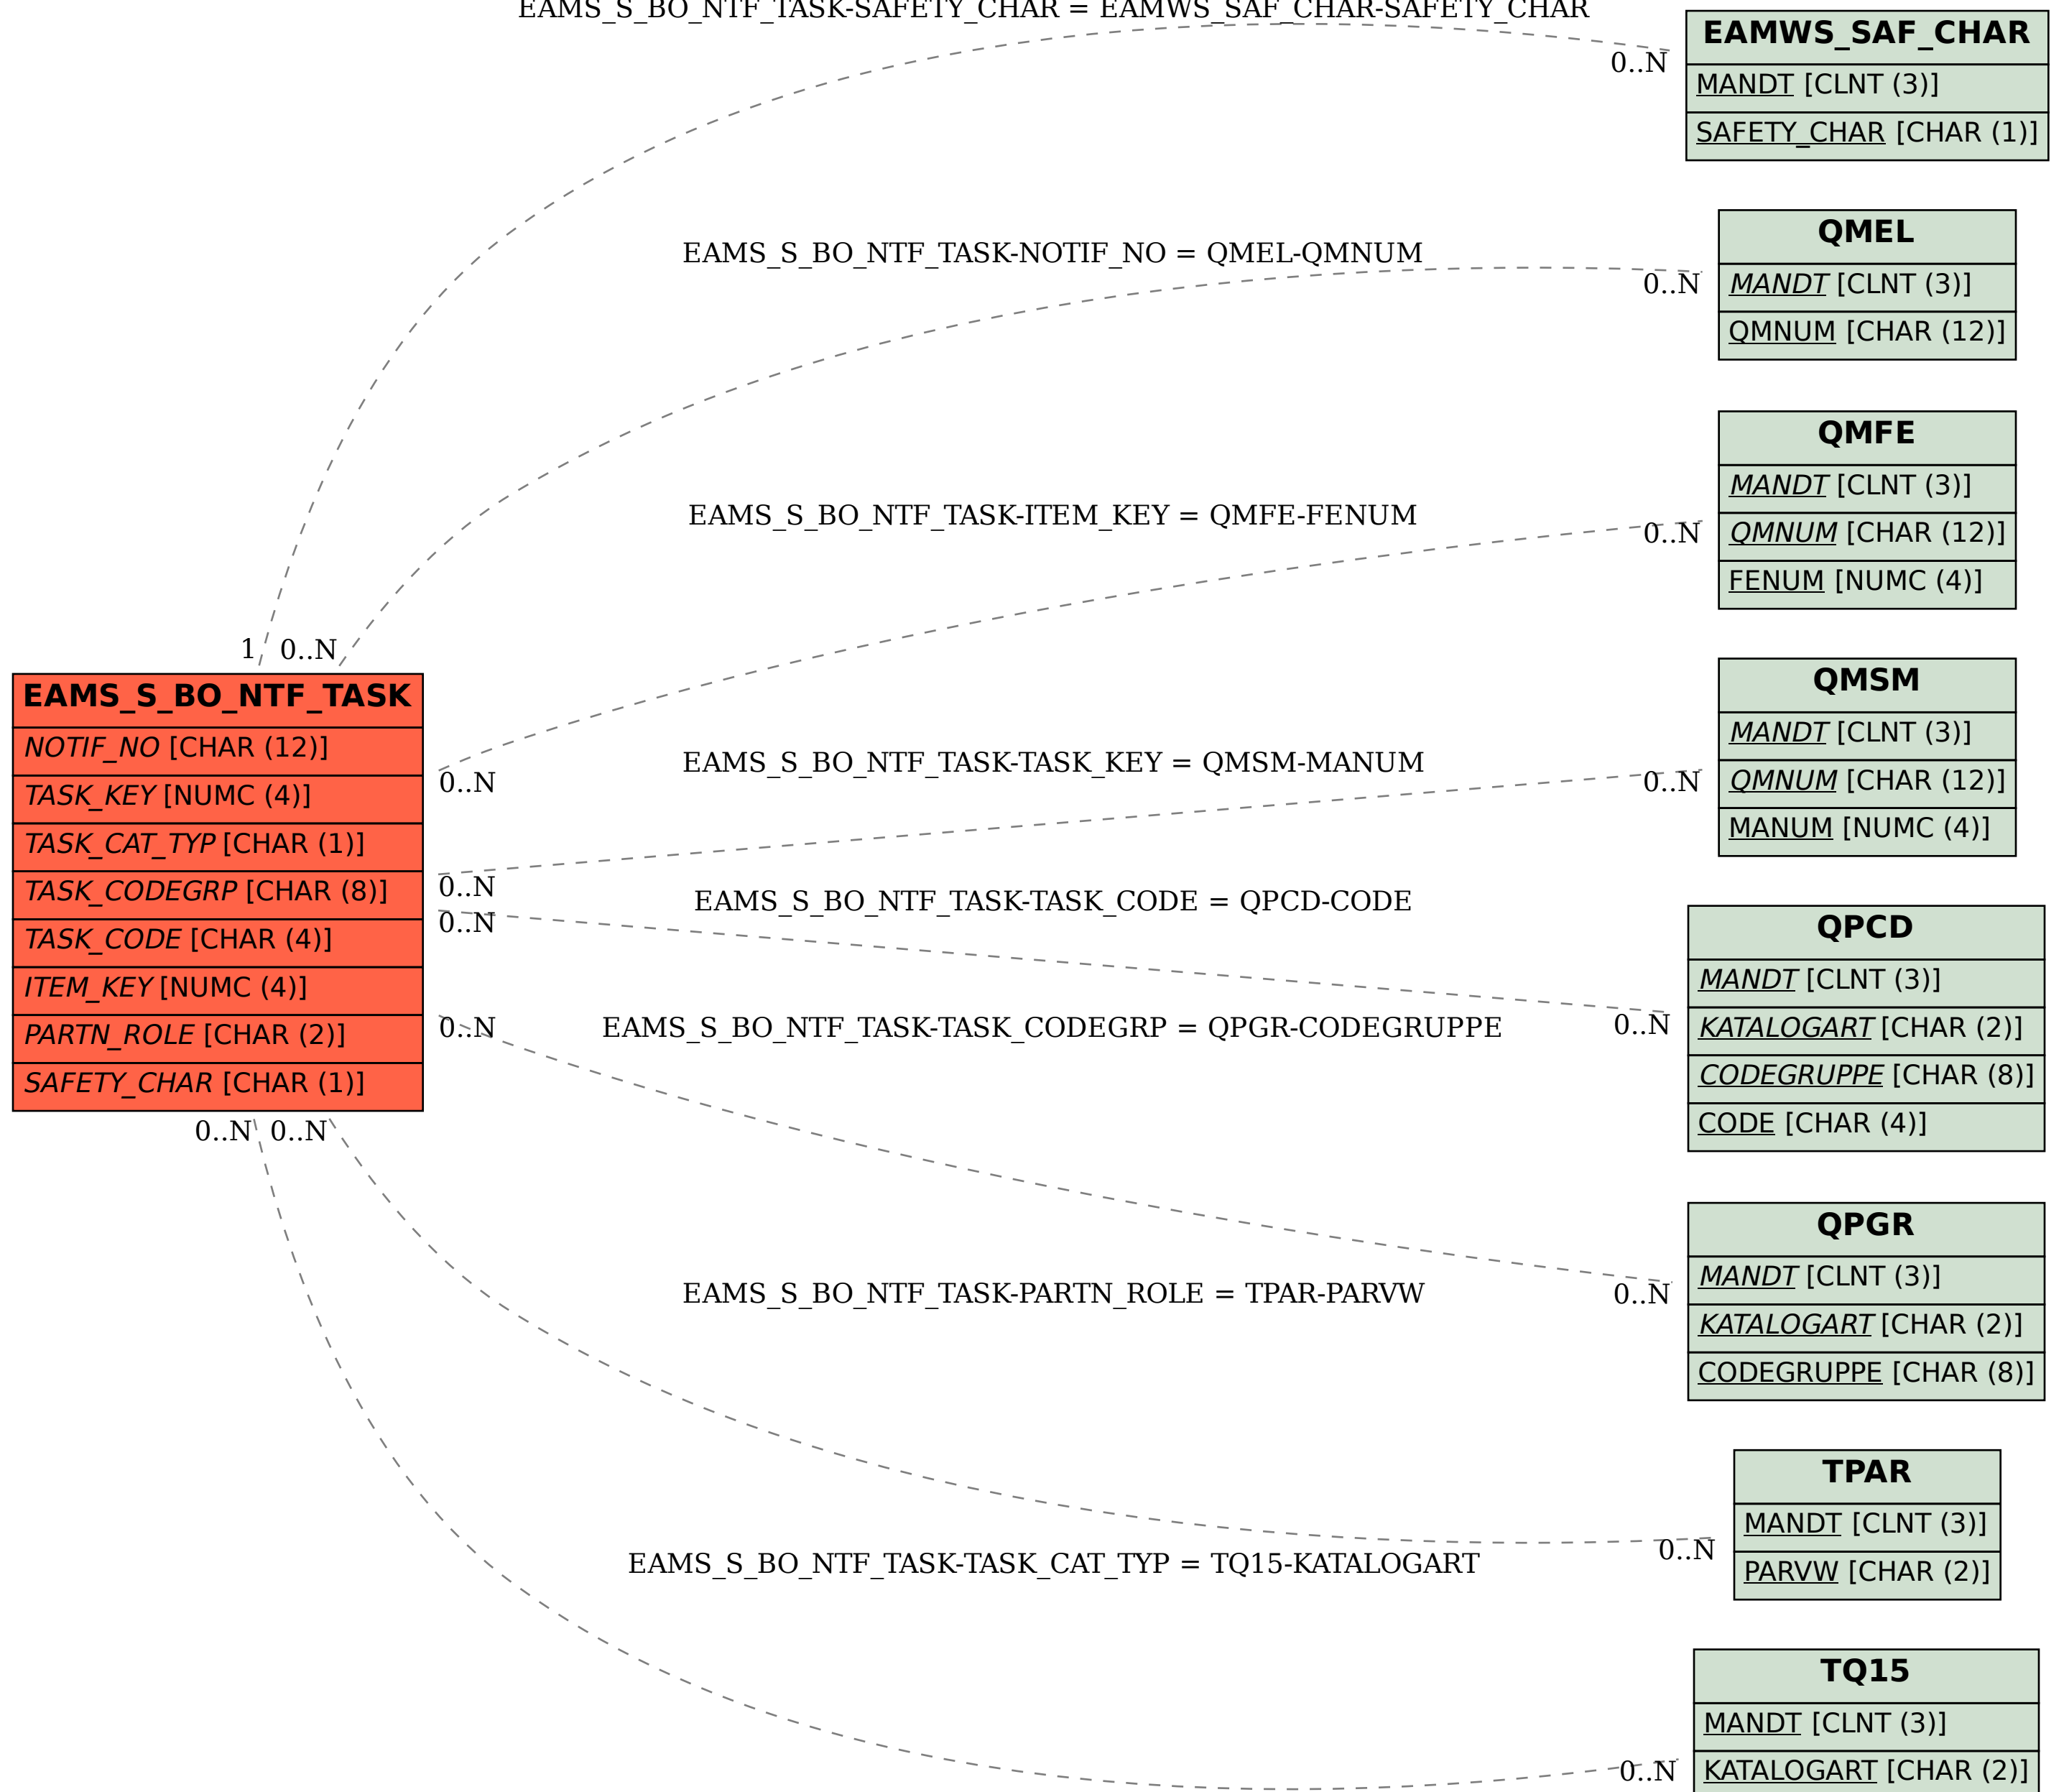 EAMS_S_BO_NTF_TASK-SAFETY_CHAR = EAMWS_SAF_CHAR-SAFETY_CHAR
0..N
EAMWS_SAF_CHAR
MANDT [CLNT (3)]
SAFETY_CHAR [CHAR (1)]
EAMS_S_BO_NTF_TASK-NOTIF_NO = QMEL-QMNUM
0..N
QMEL
MANDT [CLNT (3)]
QMNUM [CHAR (12)]
EAMS_S_BO_NTF_TASK-ITEM_KEY = QMFE-FENUM
0..N
QMFE
MANDT [CLNT (3)]
QMNUM [CHAR (12)]
FENUM [NUMC (4)]
1 0..N
EAMS_S_BO_NTF_TASK
NOTIF_NO [CHAR (12)]
TASK_KEY [NUMC (4)]
TASK_CAT_TYP [CHAR (1)]
TASK_CODEGRP [CHAR (8)]
TASK_CODE [CHAR (4)]
ITEM_KEY [NUMC (4)]
PARTN_ROLE [CHAR (2)]
SAFETY_CHAR [CHAR (1)]
0..N 0..N
0..N
0..N
0..N
0..N
EAMS_S_BO_NTF_TASK-TASK_KEY = QMSM-MANUM
0..N
QMSM
MANDT [CLNT (3)]
QMNUM [CHAR (12)]
MANUM [NUMC (4)]
EAMS_S_BO_NTF_TASK-TASK_CODE = QPCD-CODE
0..N
QPCD
MANDT [CLNT (3)]
KATALOGART [CHAR (2)]
CODEGRUPPE [CHAR (8)]
CODE [CHAR (4)]
EAMS_S_BO_NTF_TASK-TASK_CODEGRP = QPGR-CODEGRUPPE
0..N
QPGR
MANDT [CLNT (3)]
KATALOGART [CHAR (2)]
CODEGRUPPE [CHAR (8)]
EAMS_S_BO_NTF_TASK-PARTN_ROLE = TPAR-PARVW
0..N
TPAR
MANDT [CLNT (3)]
PARVW [CHAR (2)]
EAMS_S_BO_NTF_TASK-TASK_CAT_TYP = TQ15-KATALOGART
0..N
TQ15
MANDT [CLNT (3)]
KATALOGART [CHAR (2)]